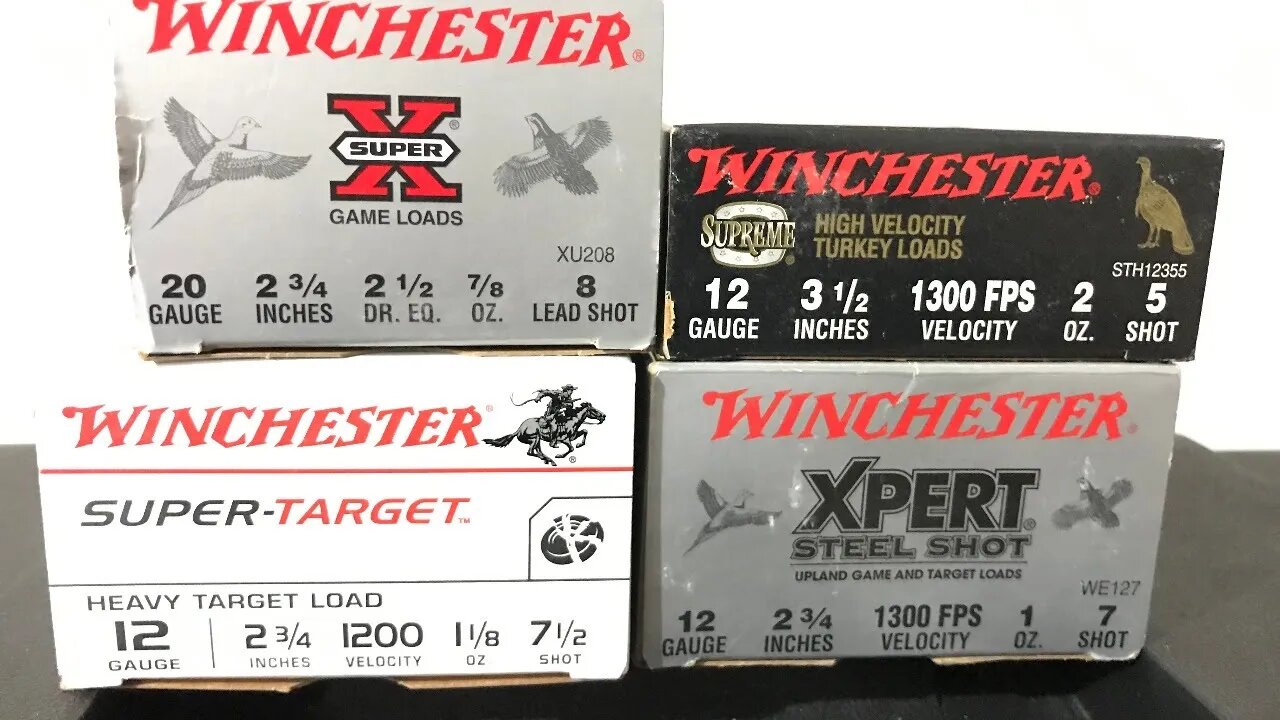 WINCHESTER®
X®
SUPER
GAME LOADS
XU208
20 2 3/4 2 1/2 7/8 8
GAUGE INCHES DR. EQ. OZ. LEAD SHOT
WINCHESTER®
SUPREME® HIGH VELOCITY
TURKEY LOADS
STH12355
12 3 1/2 1300 FPS 2 5
GAUGE INCHES VELOCITY OZ. SHOT
WINCHESTER®
SUPER-TARGET™
HEAVY TARGET LOAD
12 2 3/4 1200 1 1/8 7 1/2
GAUGE INCHES VELOCITY OZ SHOT
WINCHESTER®
XPERT®
STEEL SHOT
UPLAND GAME AND TARGET LOADS
WE127
12 2 3/4 1300 FPS 1 7
GAUGE INCHES VELOCITY OZ. SHOT